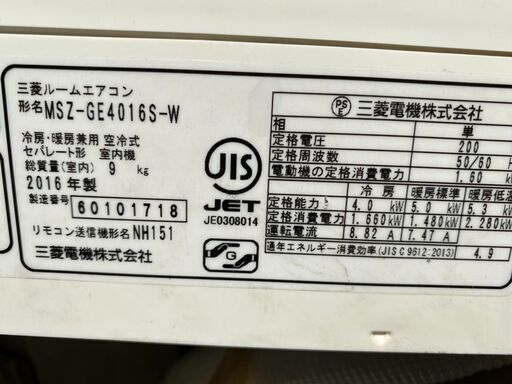 三菱ルームエアコン
形名 MSZ-GE4016S-W
冷房・暖房兼用 空冷式
セパレート形 室内機
総質量(室内) 9 kg
2016 年製
製造番号 60101718
リモコン送信機形名 NH151
三菱電機株式会社
JIS
JET
JE0308014
G
PS
E
三菱電機株式会社
相 単
定格電圧 200
定格周波数 50/60
電動機の定格消費電力 1.60
冷房 暖房標準 暖房低温
定格能力 4.0 kW 5.0 kW 5.3 kW
定格消費電力 1.660 kW 1.480 kW 2.280 kW
運転電流 8.82 A 7.47 A
通年エネルギー消費効率(JIS C 9612:2013) 4.9